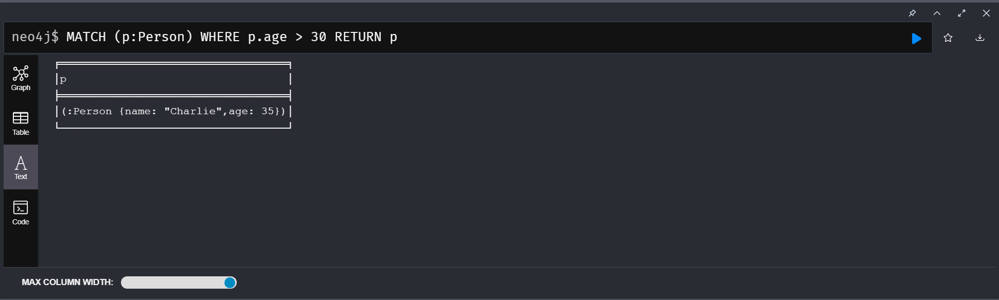 neo4j$ MATCH (p:Person) WHERE p.age > 30 RETURN p
Graph
Table
Text
Code
p
(:Person {name: "Charlie",age: 35})
MAX COLUMN WIDTH: